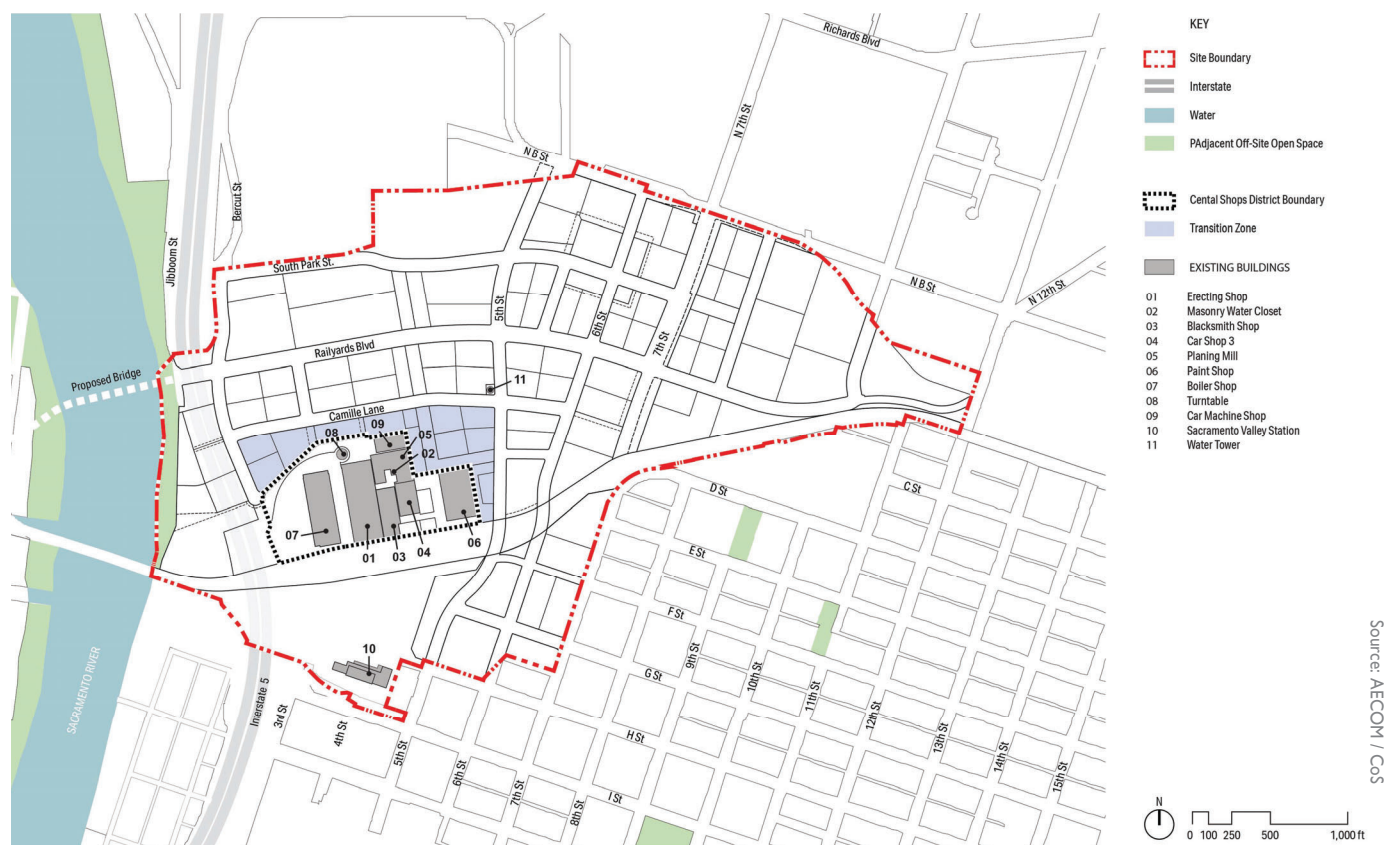 Richards Blvd
N 7th St
N B St
Bercut St
Jibboom St
South Park St.
N B St
N 12th St
5th St
6th St
7th St
Railyards Blvd
Proposed Bridge
11
Camille Lane
09
08
05
02
07
01
03
04
06
D St
C St
E St
F St
G St
H St
I St
9th St
10th St
11th St
12th St
13th St
14th St
15th St
10
SACRAMENTO RIVER
Interstate 5
3rd St
4th St
5th St
6th St
7th St
8th St
KEY
Site Boundary
Interstate
Water
PAdjacent Off-Site Open Space
Cental Shops District Boundary
Transition Zone
EXISTING BUILDINGS
01 Erecting Shop
02 Masonry Water Closet
03 Blacksmith Shop
04 Car Shop 3
05 Planing Mill
06 Paint Shop
07 Boiler Shop
08 Turntable
09 Car Machine Shop
10 Sacramento Valley Station
11 Water Tower
Source: AECOM / CoS
N
0 100 250 500 1,000 ft